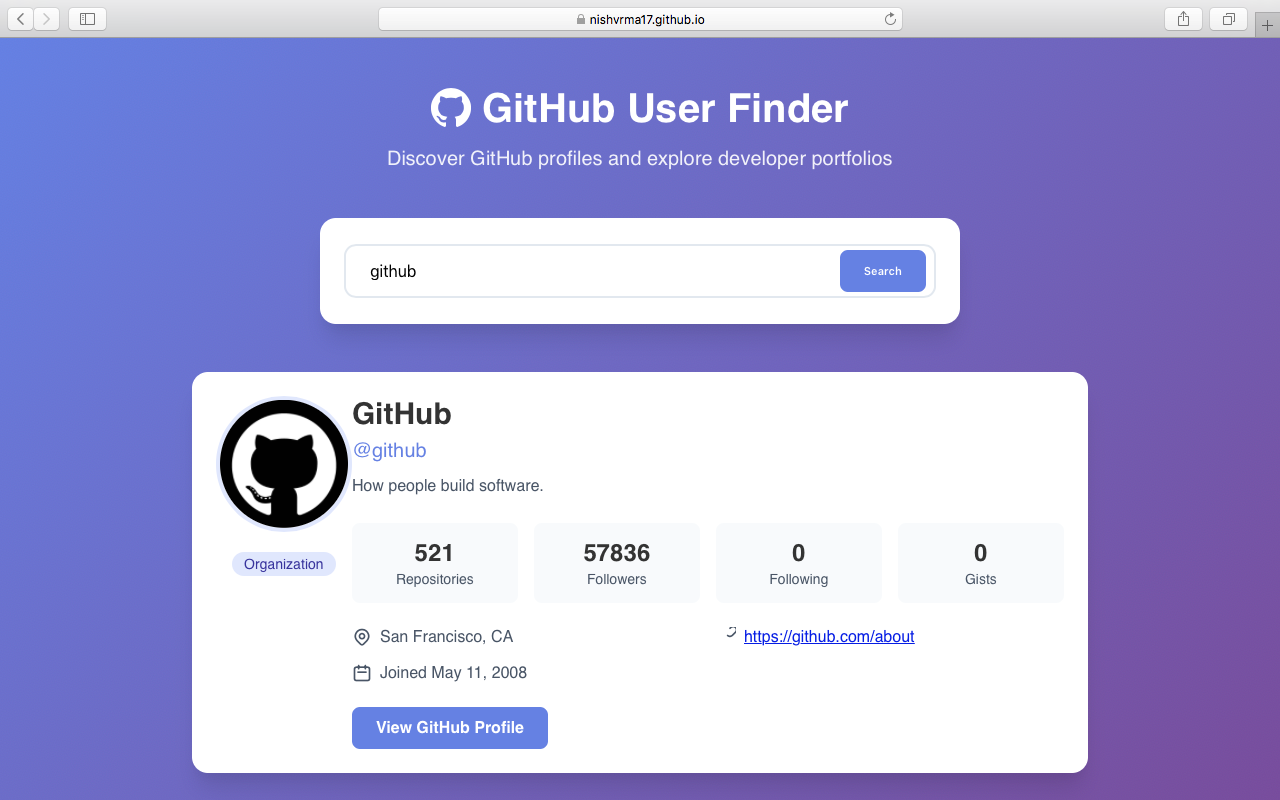 nishvrma17.github.io
GitHub User Finder
Discover GitHub profiles and explore developer portfolios
github
Search
GitHub
@github
How people build software.
Organization
521
Repositories
57836
Followers
0
Following
0
Gists
San Francisco, CA
https://github.com/about
Joined May 11, 2008
View GitHub Profile